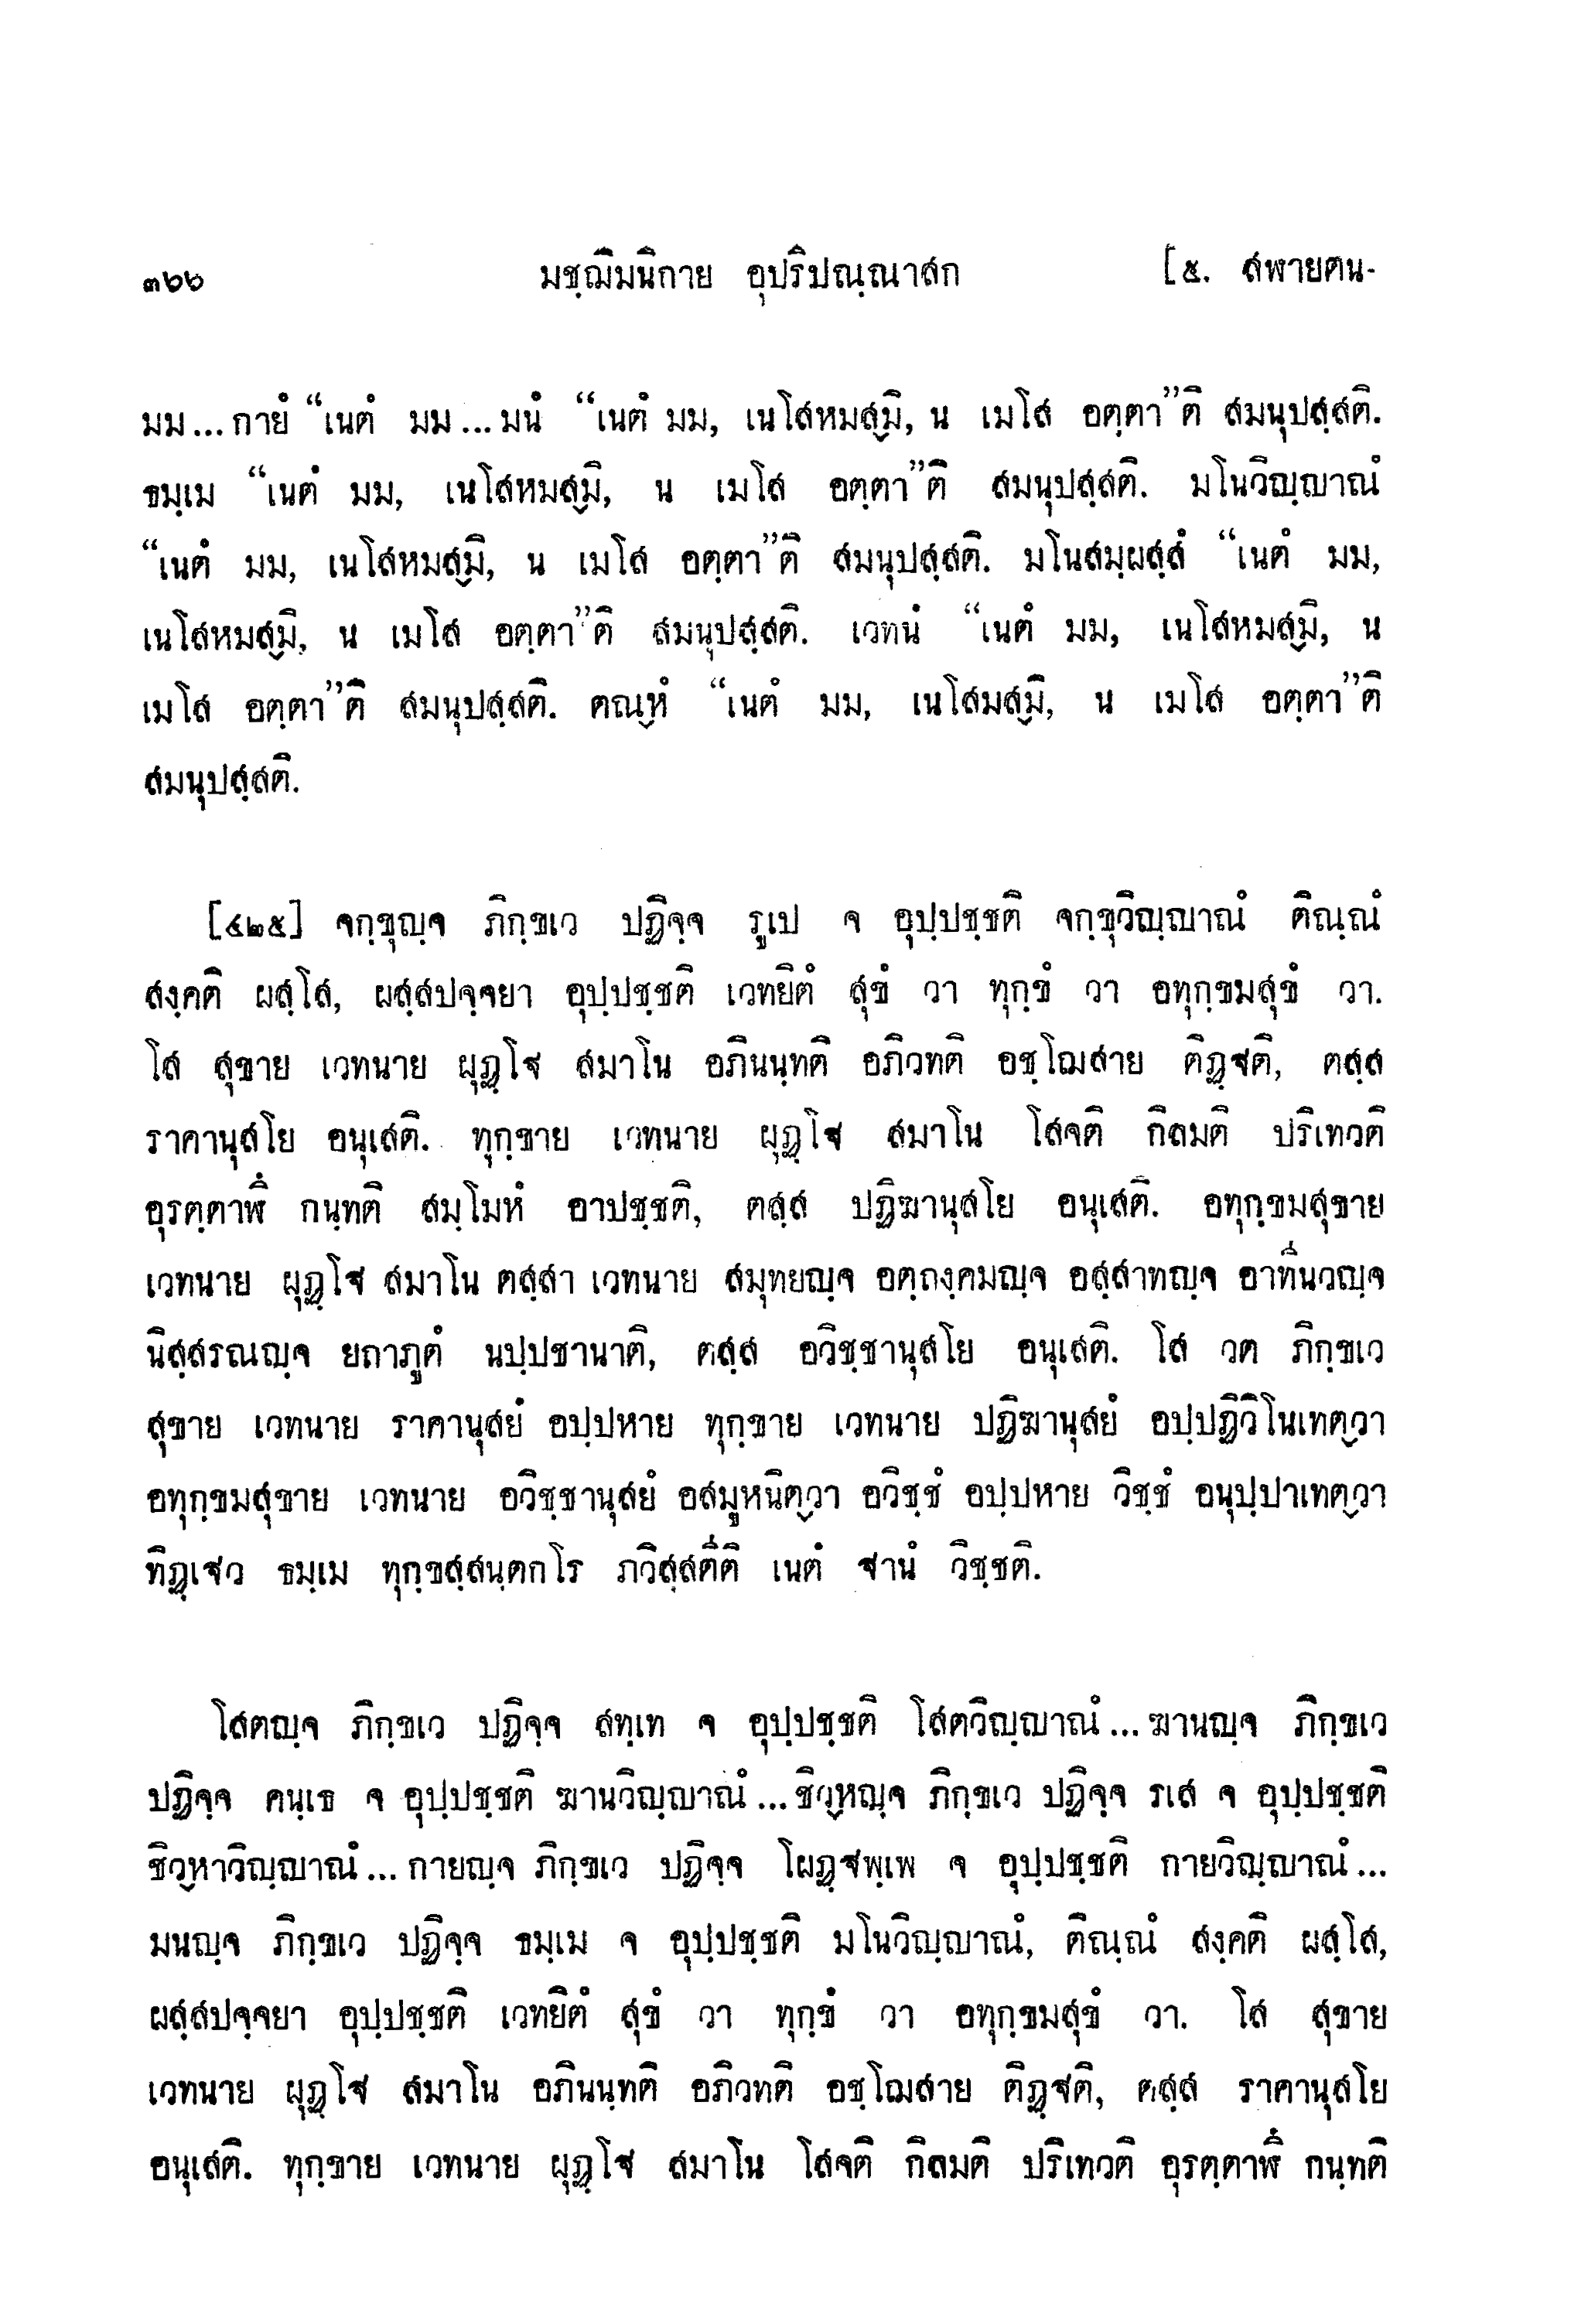 ๓๖๖ มชฺฌิมนิกาย อุปริปณฺณาสก [ ๕. สฬายตน-
มม ... กายํ “เนตํ มม ... มนํ “เนตํ มม, เนโสหมสฺมิ, น เมโส อตฺตา”ติ สมนุปสฺสติ.
ธมฺเม “เนตํ มม, เนโสหมสฺมิ, น เมโส อตฺตา”ติ สมนุปสฺสติ. มโนวิญฺญาณํ
“เนตํ มม, เนโสหมสฺมิ, น เมโส อตฺตา”ติ สมนุปสฺสติ. มโนสมฺผสฺสํ “เนตํ มม,
เนโสหมสฺมิ, น เมโส อตฺตา”ติ สมนุปสฺสติ. เวทนํ “เนตํ มม, เนโสหมสฺมิ, น
เมโส อตฺตา”ติ สมนุปสฺสติ. ตณฺหํ “เนตํ มม, เนโสมสฺมิ, น เมโส อตฺตา”ติ
สมนุปสฺสติ.
[๔๒๕] จกฺขุญฺจ ภิกฺขเว ปฏิจฺจ รูเป จ อุปฺปชฺชติ จกฺขุวิญฺญาณํ ติณฺณํ
สงฺคติ ผสฺโส, ผสฺสปจฺจยา อุปฺปชฺชติ เวทยิตํ สุขํ วา ทุกฺขํ วา อทุกฺขมสุขํ วา.
โส สุขาย เวทนาย ผุฏฺโฐ สมาโน อภินนฺทติ อภิวทติ อชฺโฌสาย ติฏฺฐติ, ตสฺส
ราคานุสโย อนุเสติ. ทุกฺขาย เวทนาย ผุฏฺโฐ สมาโน โสจติ กิลมติ ปริเทวติ
อุรตฺตาฬึ กนฺทติ สมฺโมหํ อาปชฺชติ, ตสฺส ปฏิฆานุสโย อนุเสติ. อทุกฺขมสุขาย
เวทนาย ผุฏฺโฐ สมาโน ตสฺสา เวทนาย สมุทยญฺจ อตฺถงฺคมญฺจ อสฺสาทญฺจ อาทีนวญฺจ
นิสฺสรณญฺจ ยถาภูตํ นปฺปชานาติ, ตสฺส อวิชฺชานุสโย อนุเสติ. โส วต ภิกฺขเว
สุขาย เวทนาย ราคานุสยํ อปฺปหาย ทุกฺขาย เวทนาย ปฏิฆานุสยํ อปฺปฏิวิโนเทตฺวา
อทุกฺขมสุขาย เวทนาย อวิชฺชานุสยํ อสมูหนิตฺวา อวิชฺชํ อปฺปหาย วิชฺชํ อนุปฺปาเทตฺวา
ทิฏฺเฐว ธมฺเม ทุกฺขสฺสนฺตกโร ภวิสฺสตีติ เนตํ ฐานํ วิชฺชติ.
โสตญฺจ ภิกฺขเว ปฏิจฺจ สทฺเท จ อุปฺปชฺชติ โสตวิญฺญาณํ ... ฆานญฺจ ภิกฺขเว
ปฏิจฺจ คนฺเธ จ อุปฺปชฺชติ ฆานวิญฺญาณํ ... ชิวฺหญฺจ ภิกฺขเว ปฏิจฺจ รเส จ อุปฺปชฺชติ
ชิวฺหาวิญฺญาณํ ... กายญฺจ ภิกฺขเว ปฏิจฺจ โผฏฺฐพฺเพ จ อุปฺปชฺชติ กายวิญฺญาณํ ...
มนญฺจ ภิกฺขเว ปฏิจฺจ ธมฺเม จ อุปฺปชฺชติ มโนวิญฺญาณํ, ติณฺณํ สงฺคติ ผสฺโส,
ผสฺสปจฺจยา อุปฺปชฺชติ เวทยิตํ สุขํ วา ทุกฺขํ วา อทุกฺขมสุขํ วา. โส สุขาย
เวทนาย ผุฏฺโฐ สมาโน อภินนฺทติ อภิวทติ อชฺโฌสาย ติฏฺฐติ, ตสฺส ราคานุสโย
อนุเสติ. ทุกฺขาย เวทนาย ผุฏฺโฐ สมาโน โสจติ กิลมติ ปริเทวติ อุรตฺตาฬึ กนฺทติ